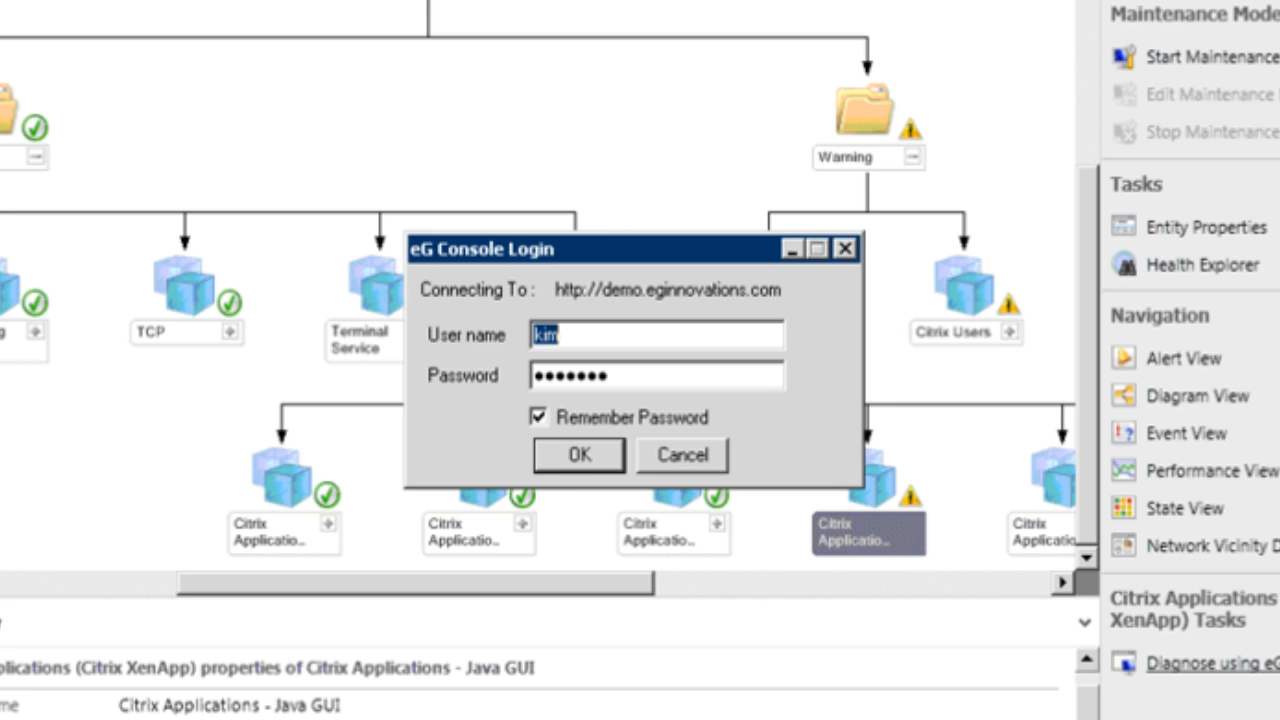 Maintenance Mode
Start Maintenance
Edit Maintenance
Stop Maintenance
Warning
Tasks
Entity Properties
Health Explorer
eG Console Login
Connecting To : http://demo.eginnovations.com
User name kim
Password •••••••
Remember Password
OK Cancel
TCP
Terminal
Service
Citrix Users
Navigation
Alert View
Diagram View
Event View
Performance View
State View
Network Vicinity D
Citrix
Applicatio...
Citrix
Applicatio...
Citrix
Applicatio...
Citrix
Applicatio...
Citrix
Applicatio
Citrix Applications
XenApp) Tasks
Diagnose using eG
plications (Citrix XenApp) properties of Citrix Applications - Java GUI
me Citrix Applications - Java GUI